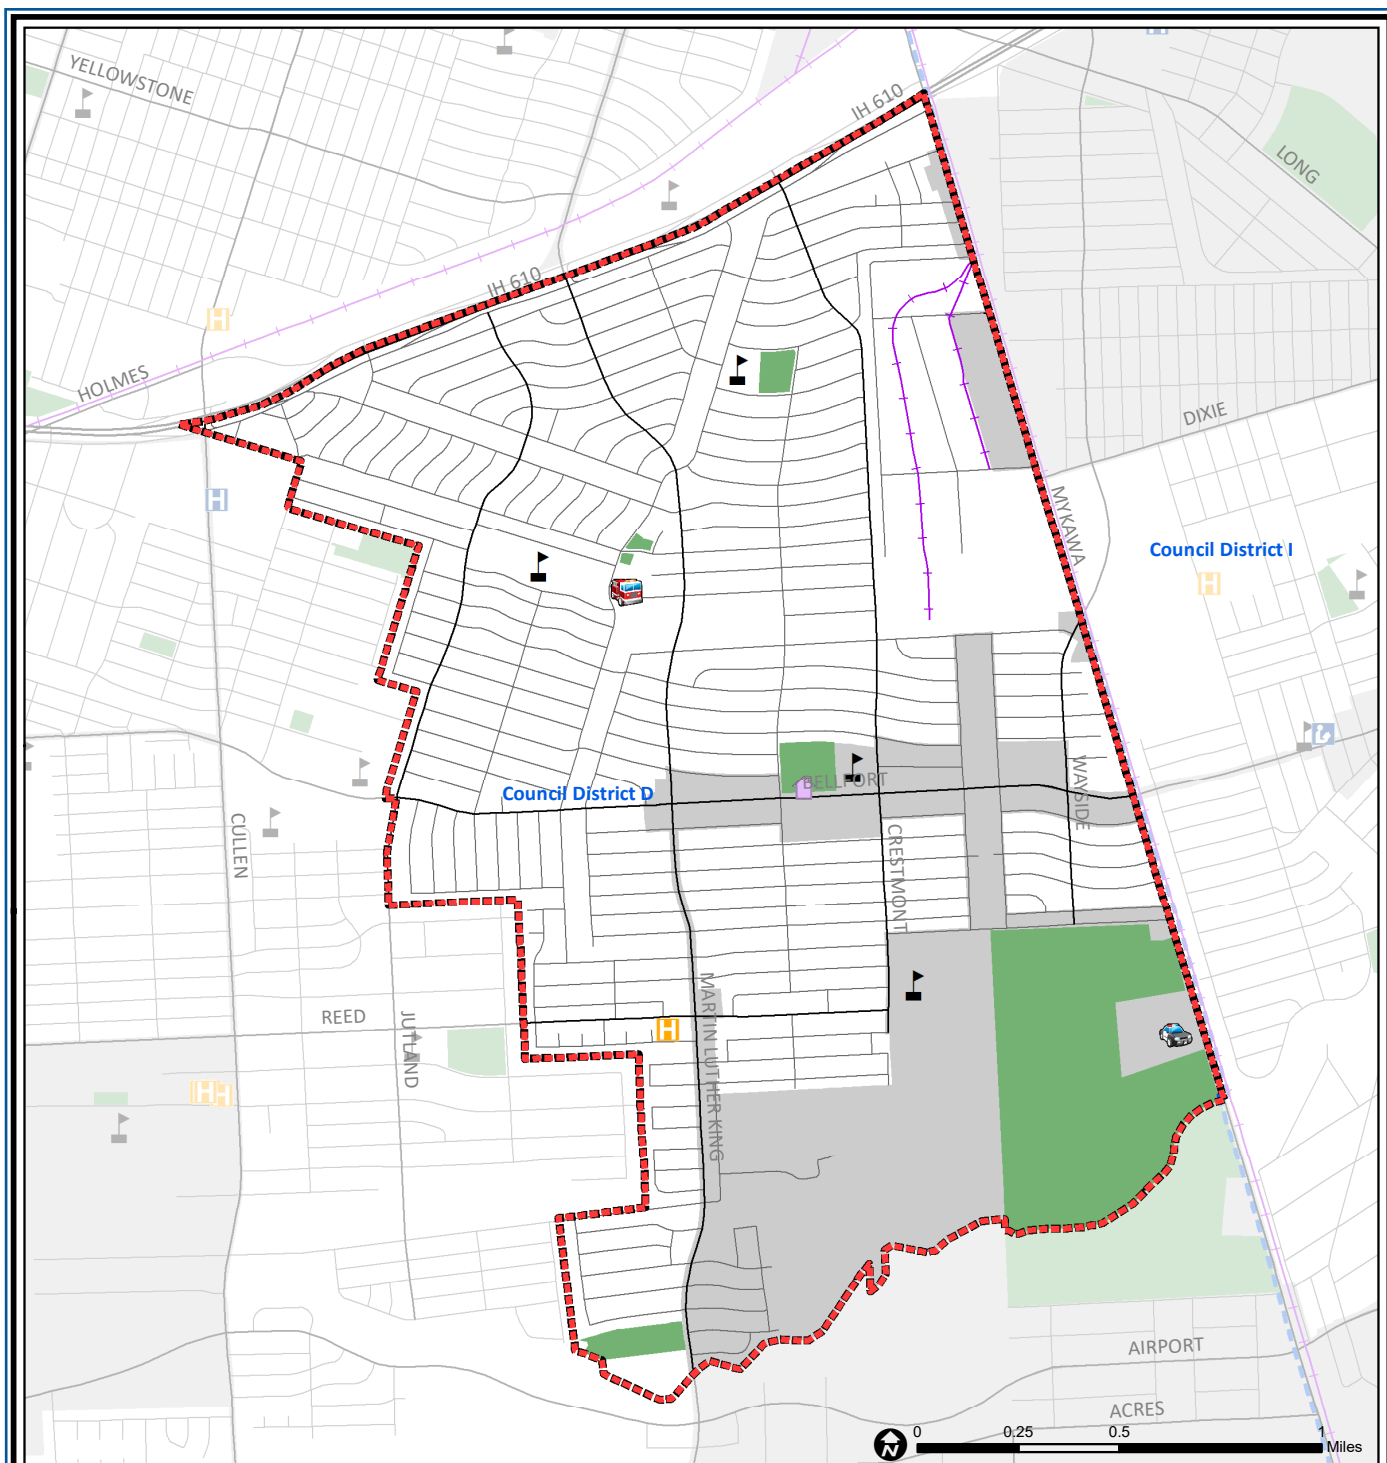 YELLOWSTONE
IH 610
LONG
IH 610
HOLMES
DIXIE
MYKAWA
Council District I
WAYSIDE
BELLFORT
Council District D
CULLEN
CRESTMONT
MARTIN LUTHER KING
REED
JUTLAND
AIRPORT
ACRES
N
0 0.25 0.5 1
Miles
H
H
H
H
H
H